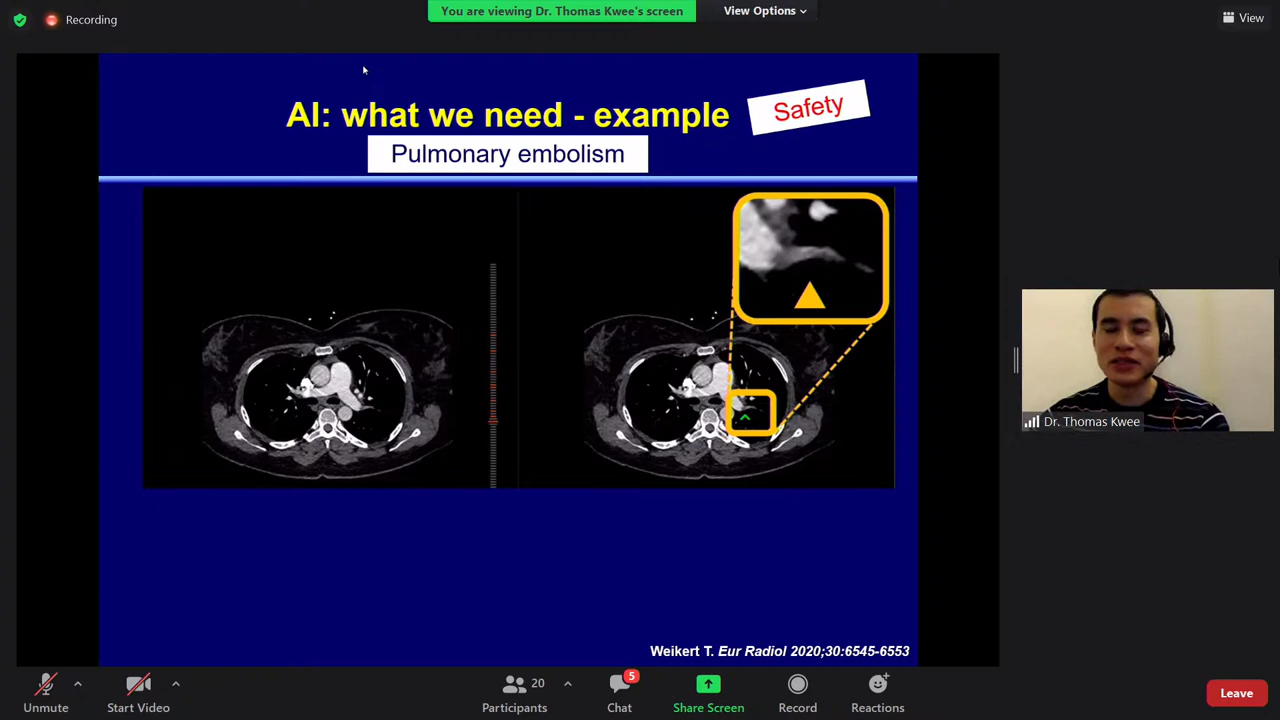 Recording
You are viewing Dr. Thomas Kwee's screen
View Options
View
AI: what we need - example
Safety
Pulmonary embolism
Dr. Thomas Kwee
Weikert T. Eur Radiol 2020;30:6545-6553
Unmute
Start Video
20
Participants
5
Chat
Share Screen
Record
Reactions
Leave